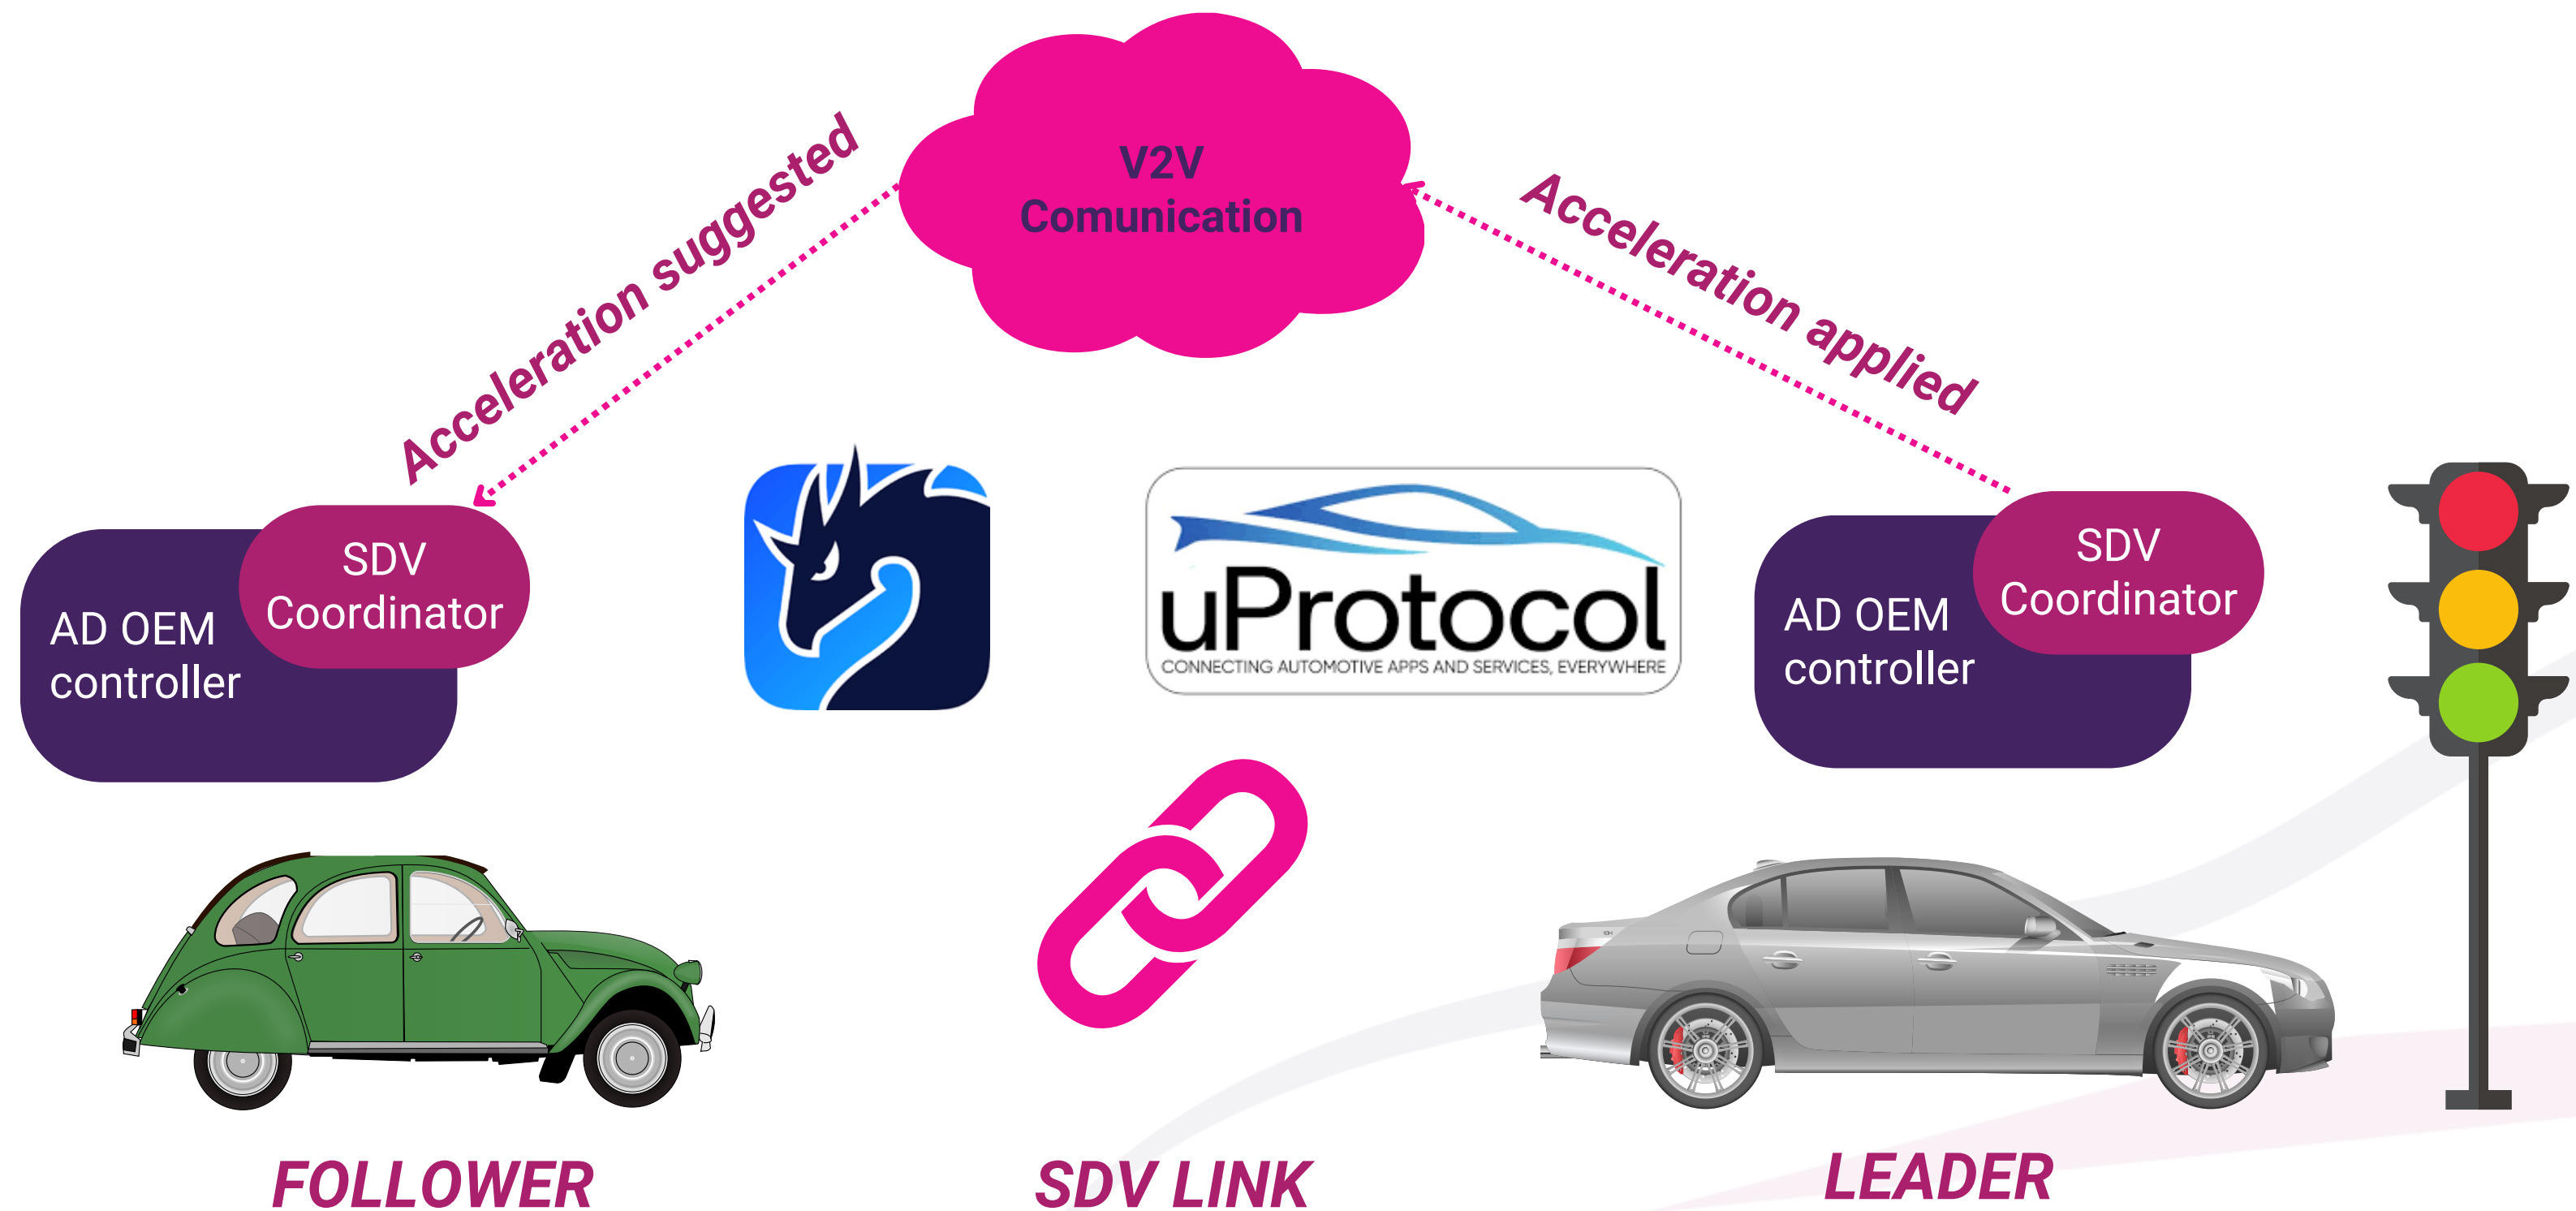 V2V
Comunication
Acceleration suggested
Acceleration applied
SDV
Coordinator
AD OEM
controller
uProtocol
CONNECTING AUTOMOTIVE APPS AND SERVICES, EVERYWHERE
SDV
Coordinator
AD OEM
controller
FOLLOWER
SDV LINK
LEADER